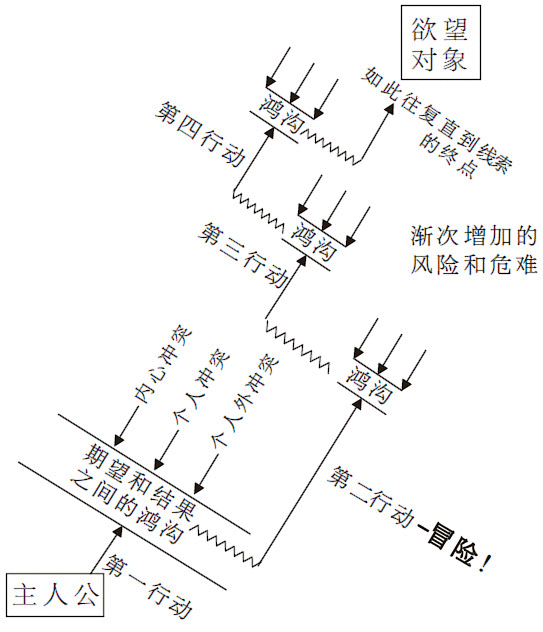 欲望
对象
如此往复直到线索
的终点
鸿沟
第四行动
鸿沟
第三行动
渐次增加的
风险和危难
鸿沟
内心冲突
个人冲突
个人外冲突
期望和结果
之间的鸿沟
第二行动-冒险！
主人公
第一行动